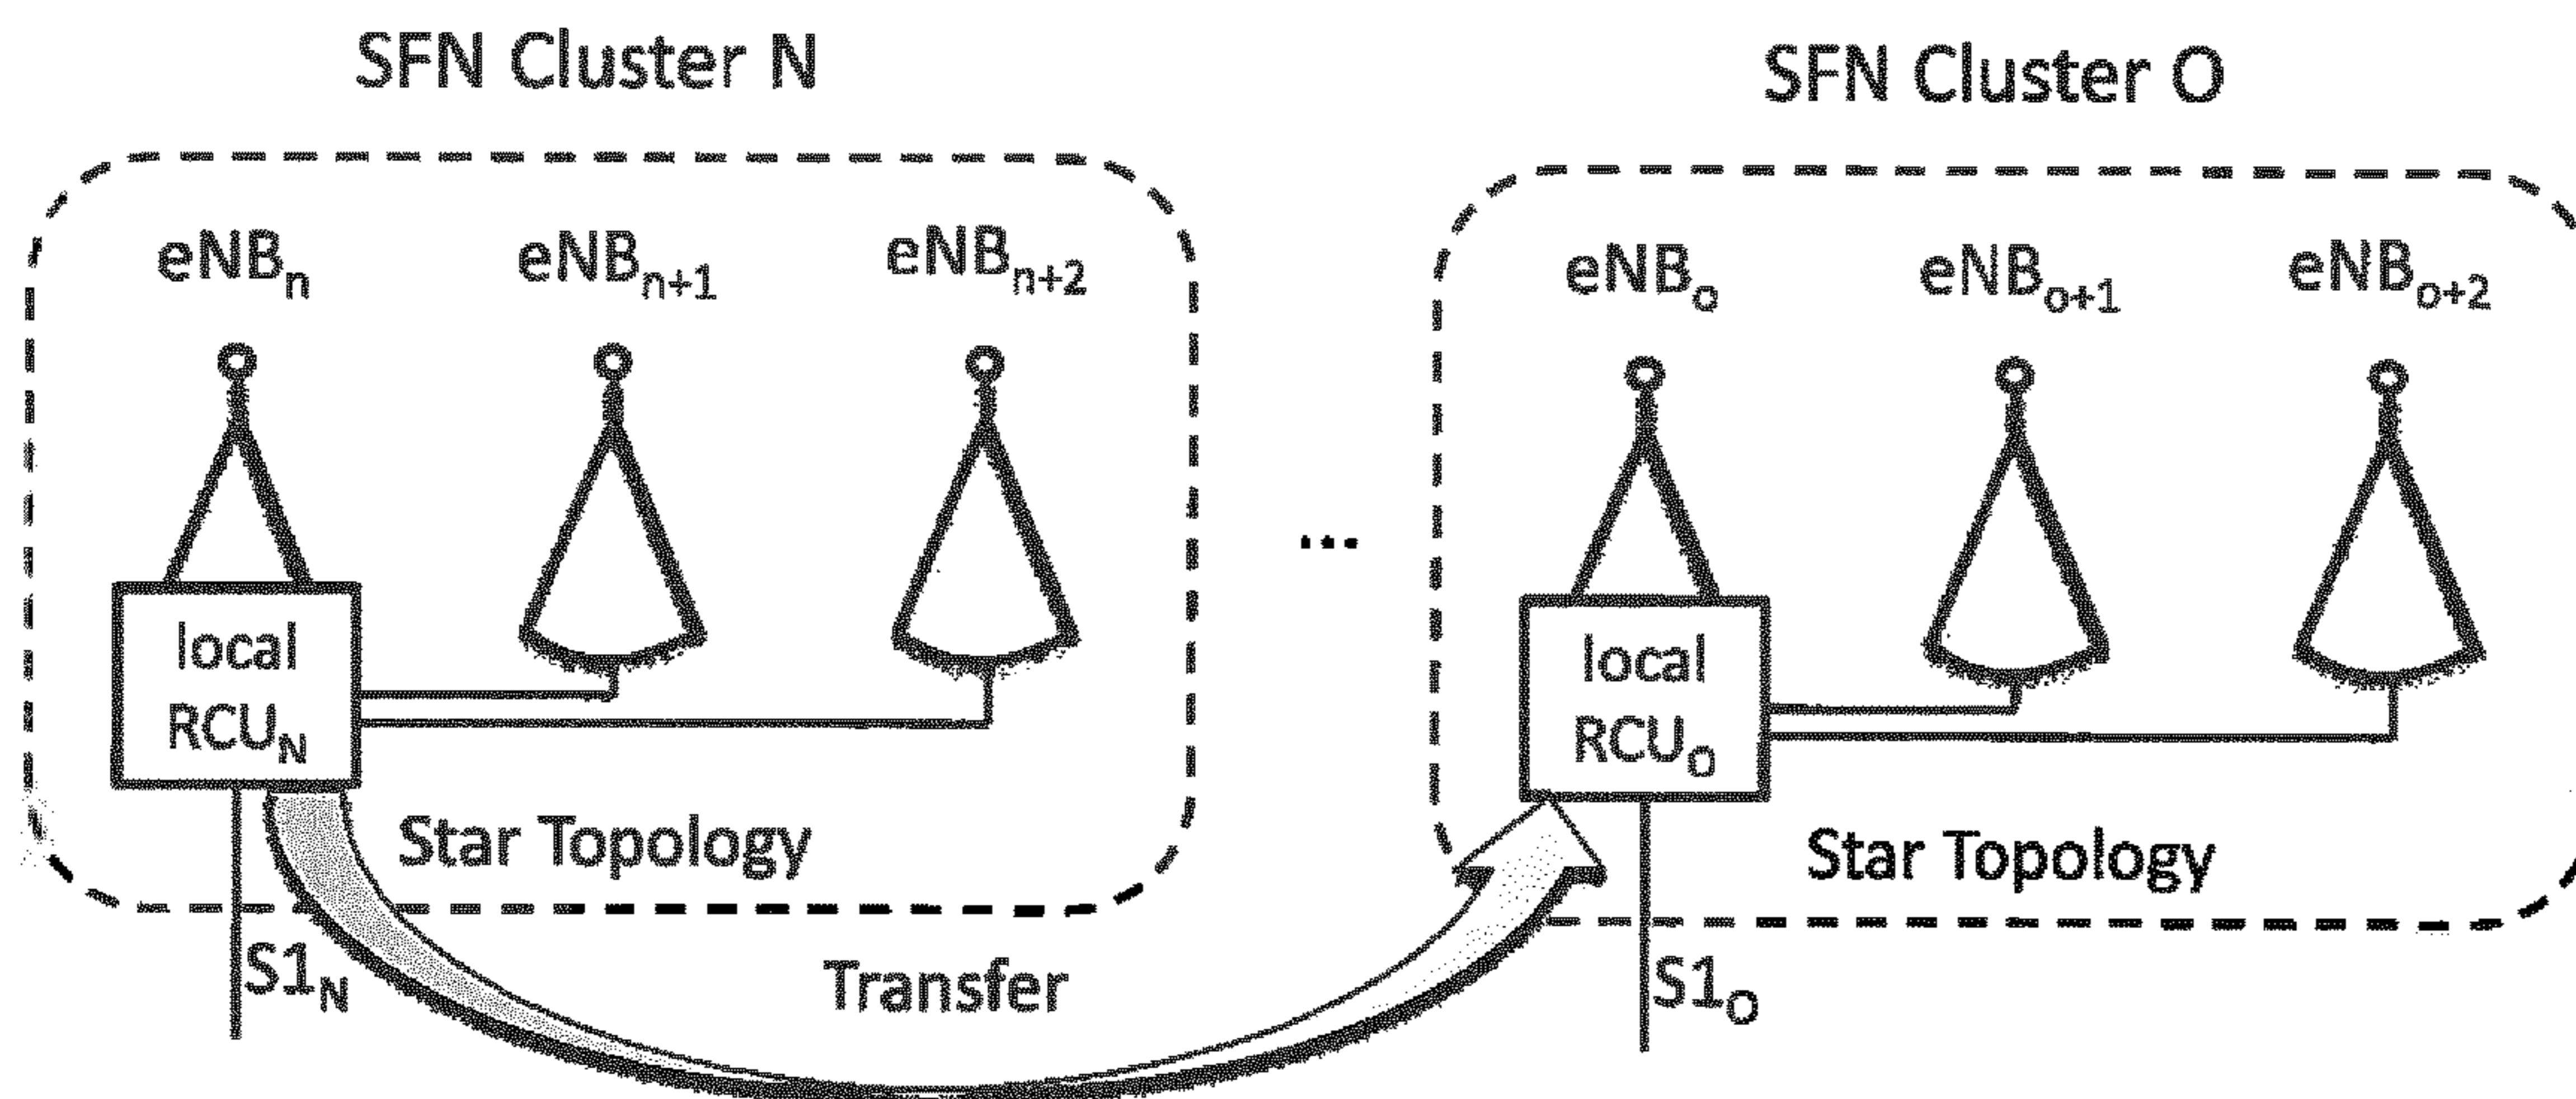 SFN Cluster N
SFN Cluster O
eNBn
eNBn+1
eNBn+2
...
eNBo
eNBo+1
eNBo+2
local
RCUN
local
RCUO
Star Topology
Star Topology
S1N
Transfer
S1O